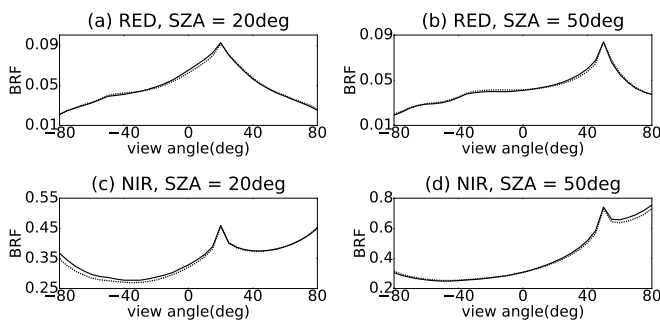 (a) RED, SZA = 20deg
BRF
0.09
0.05
0.01
−80 −40 0 40 80
view angle(deg)
(b) RED, SZA = 50deg
BRF
0.09
0.05
0.01
−80 −40 0 40 80
view angle(deg)
(c) NIR, SZA = 20deg
BRF
0.55
0.45
0.35
0.25
−80 −40 0 40 80
view angle(deg)
(d) NIR, SZA = 50deg
BRF
0.8
0.6
0.4
0.2
−80 −40 0 40 80
view angle(deg)